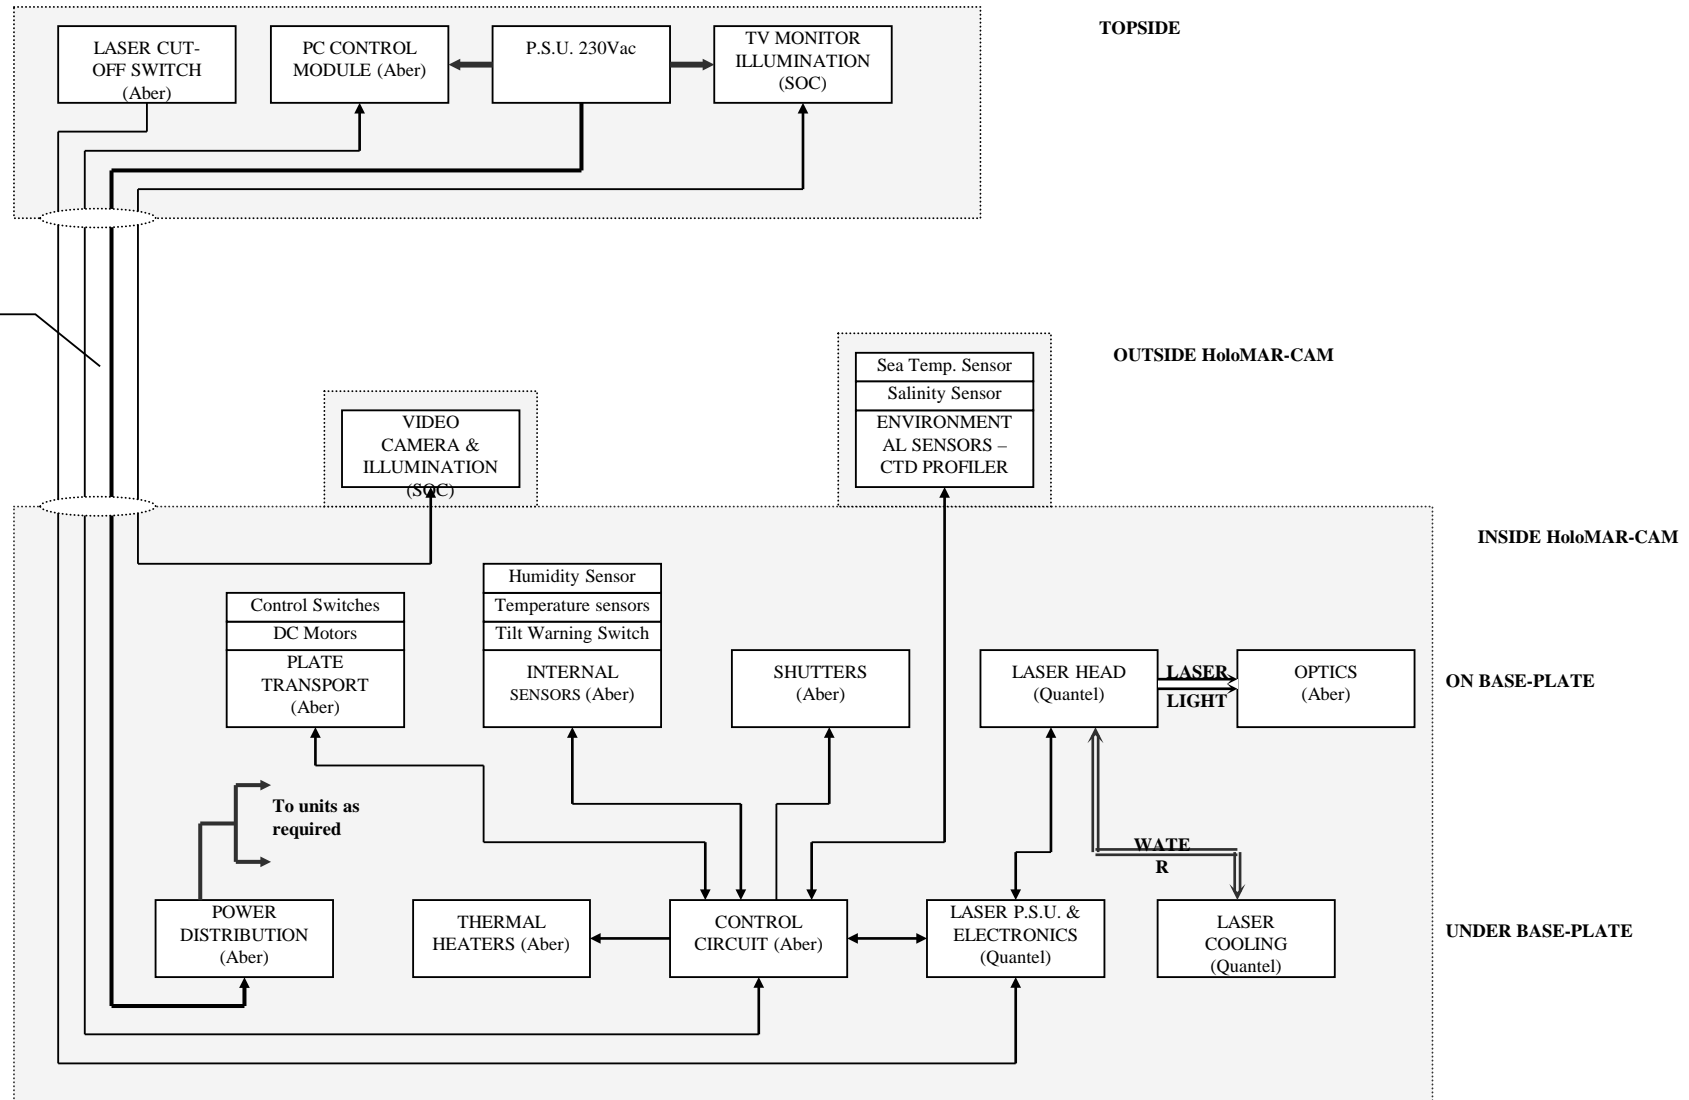 TOPSIDE
LASER CUT-
OFF SWITCH
(Aber)
PC CONTROL
MODULE (Aber)
P.S.U. 230Vac
TV MONITOR
ILLUMINATION
(SOC)
OUTSIDE HoloMAR-CAM
Sea Temp. Sensor
Salinity Sensor
ENVIRONMENT
AL SENSORS –
CTD PROFILER
VIDEO
CAMERA &
ILLUMINATION
(SOC)
INSIDE HoloMAR-CAM
Control Switches
DC Motors
PLATE
TRANSPORT
(Aber)
Humidity Sensor
Temperature sensors
Tilt Warning Switch
INTERNAL
SENSORS (Aber)
SHUTTERS
(Aber)
LASER HEAD
(Quantel)
LASER
LIGHT
OPTICS
(Aber)
ON BASE-PLATE
To units as
required
WATE
R
POWER
DISTRIBUTION
(Aber)
THERMAL
HEATERS (Aber)
CONTROL
CIRCUIT (Aber)
LASER P.S.U. &
ELECTRONICS
(Quantel)
LASER
COOLING
(Quantel)
UNDER BASE-PLATE